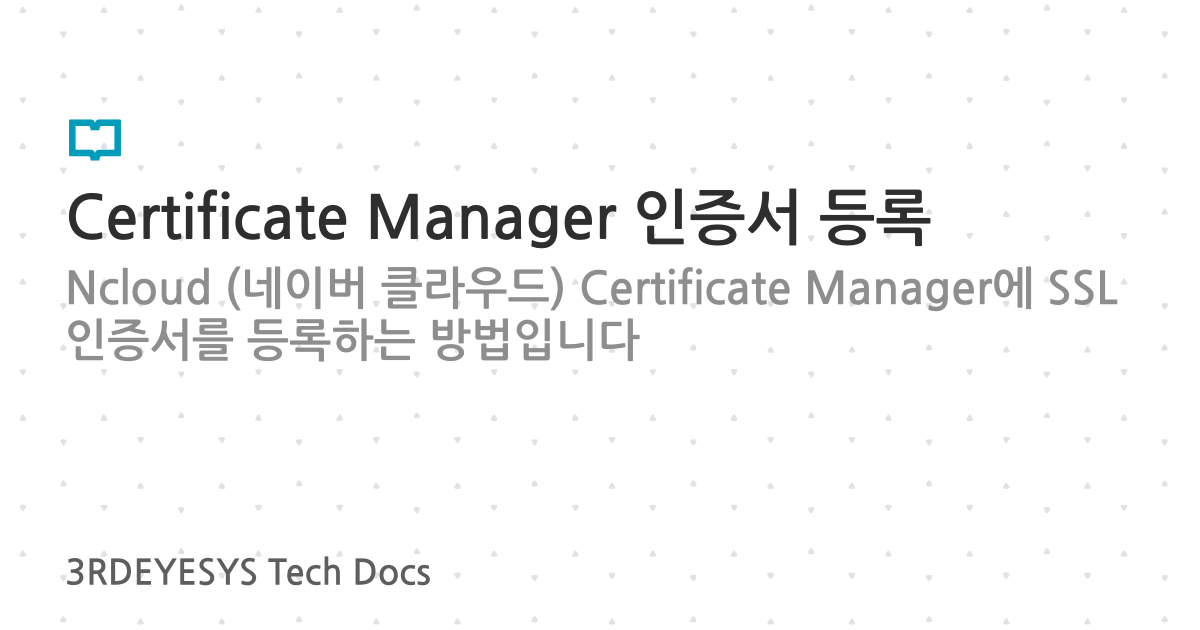 Certificate Manager 인증서 등록
Ncloud (네이버 클라우드) Certificate Manager에 SSL
인증서를 등록하는 방법입니다
3RDEYESYS Tech Docs